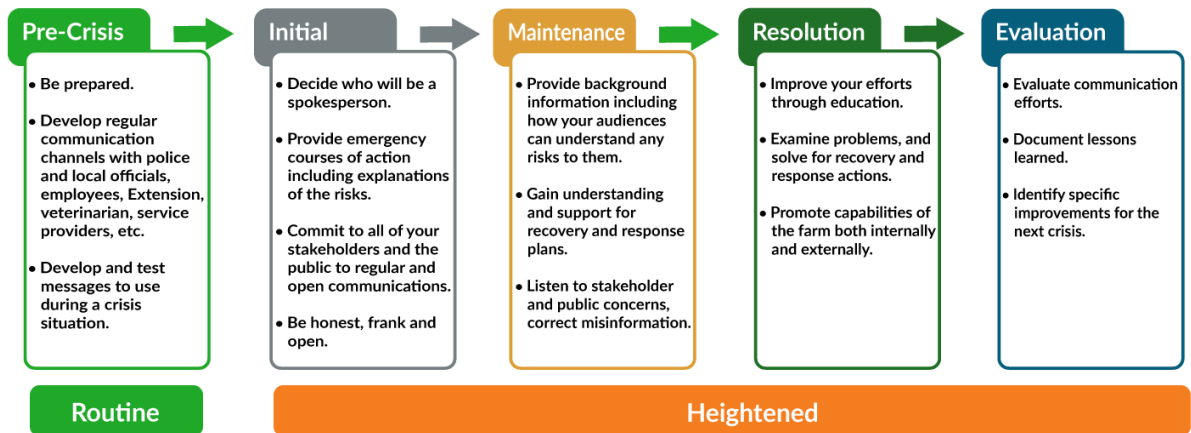 Pre-Crisis
• Be prepared.
• Develop regular
communication
channels with police
and local officials,
employees, Extension,
veterinarian, service
providers, etc.
• Develop and test
messages to use
during a crisis
situation.
Initial
• Decide who will be a
spokesperson.
• Provide emergency
courses of action
including explanations
of the risks.
• Commit to all of your
stakeholders and the
public to regular and
open communications.
• Be honest, frank and
open.
Maintenance
• Provide background
information including
how your audiences
can understand any
risks to them.
• Gain understanding
and support for
recovery and response
plans.
• Listen to stakeholder
and public concerns,
correct misinformation.
Resolution
• Improve your efforts
through education.
• Examine problems, and
solve for recovery and
response actions.
• Promote capabilities of
the farm both internally
and externally.
Evaluation
• Evaluate communication
efforts.
• Document lessons
learned.
• Identify specific
improvements for the
next crisis.
Routine
Heightened